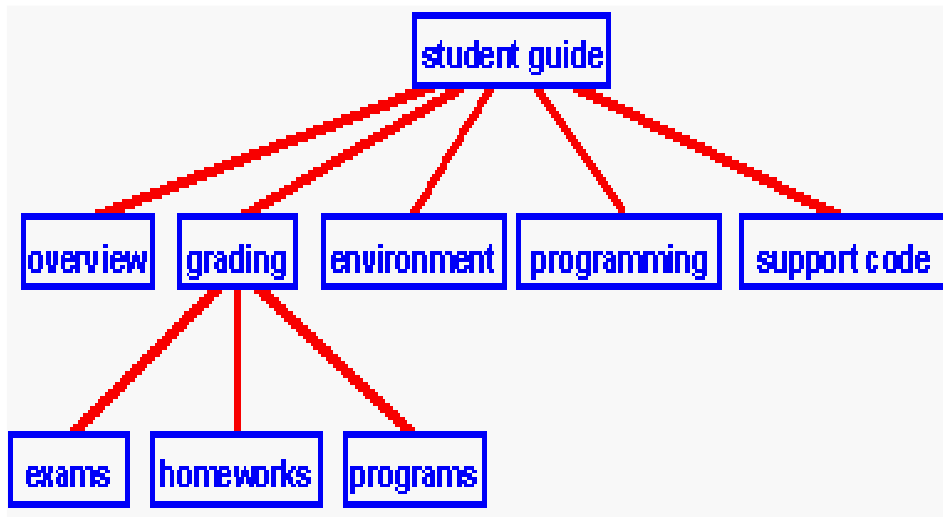 student guide
overview
grading
environment
programming
support code
exams
homeworks
programs